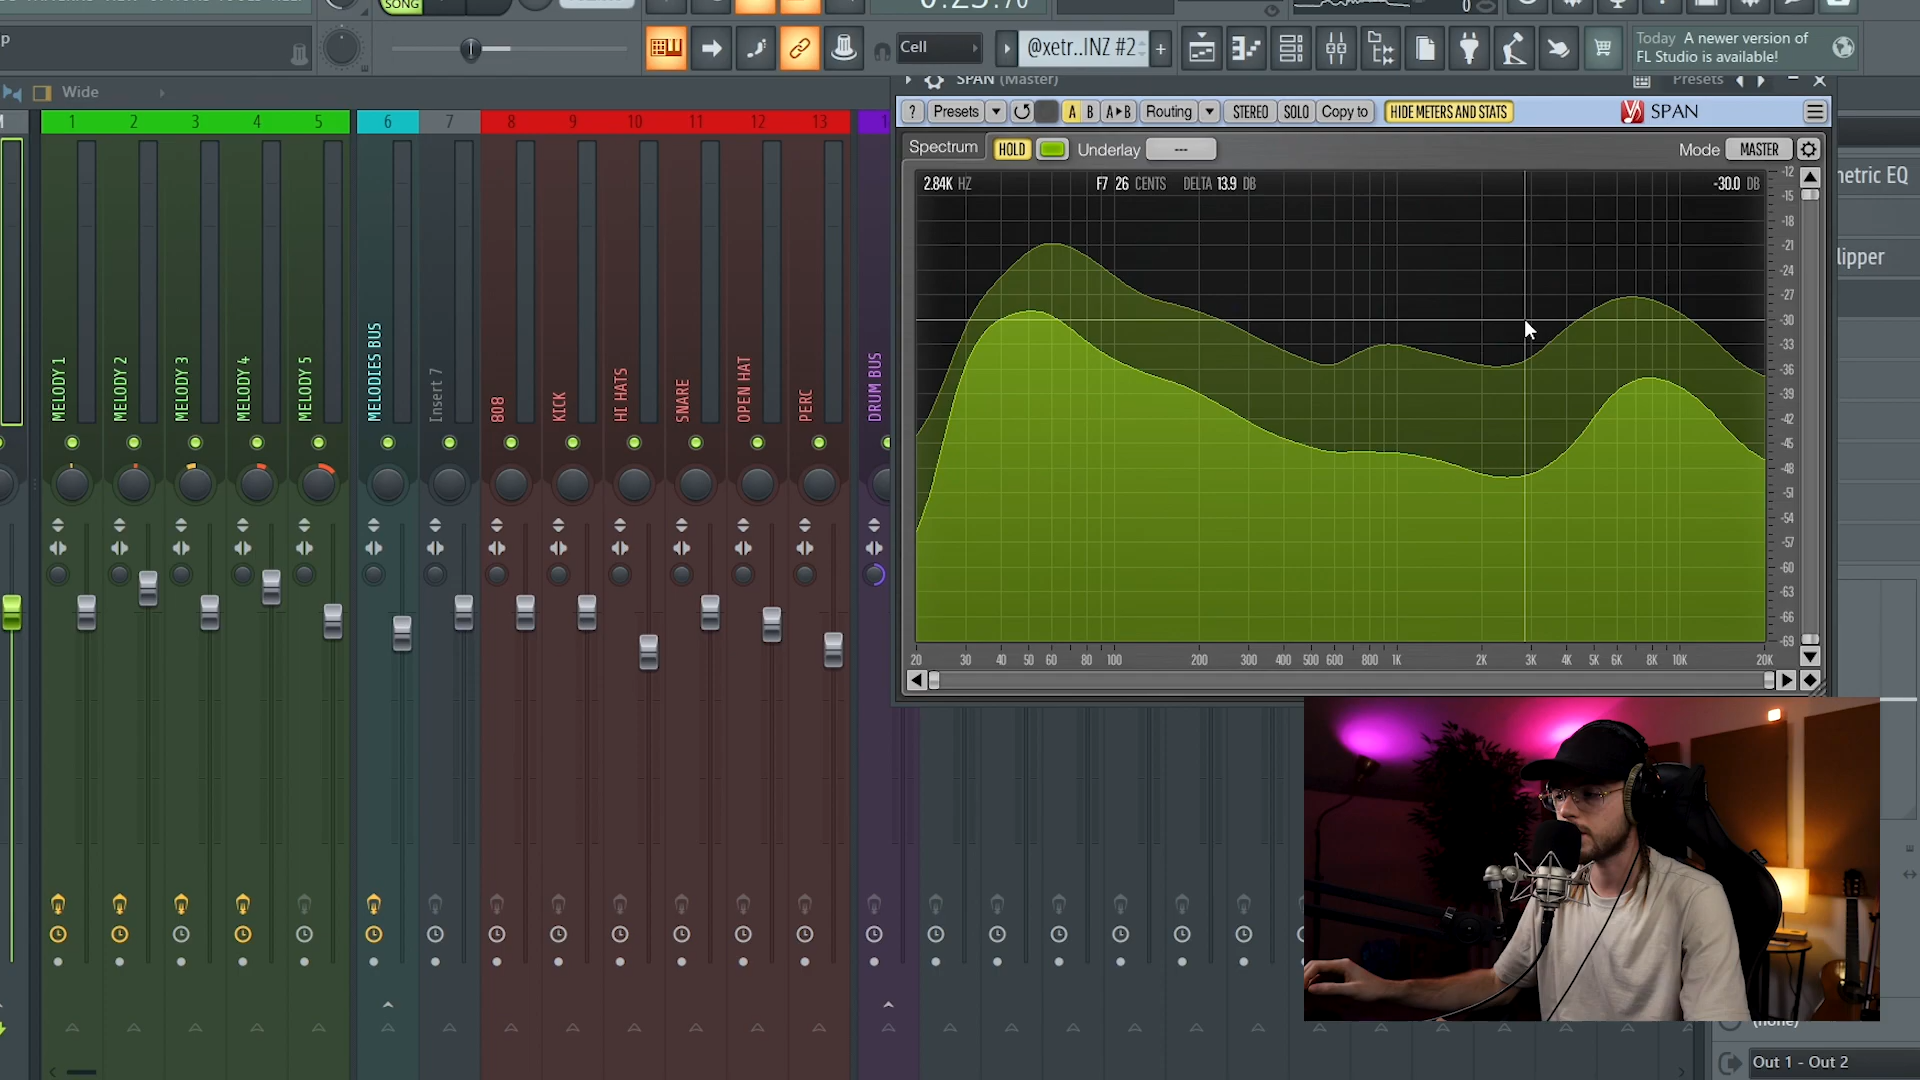 SONG
Cell
@xetr..INZ #2
Today A newer version of
FL Studio is available!
Wide
SPAN (Master)
Presets
?
Presets
A
B
A▸B
Routing
STEREO
SOLO
Copy to
HIDE METERS AND STATS
SPAN
Spectrum
HOLD
Underlay
---
Mode
MASTER
2.84K HZ
F7 26 CENTS
DELTA 13.9 DB
-30.0 DB
-12
-15
-18
-21
-24
-27
-30
-33
-36
-39
-42
-45
-48
-51
-54
-57
-60
-63
-66
-69
20 30 40 50 60 80 100 200 300 400 500 600 800 1K 2K 3K 4K 5K 6K 8K 10K 20K
1 2 3 4 5 6 7 8 9 10 11 12 13
MELODY 1
MELODY 2
MELODY 3
MELODY 4
MELODY 5
MELODIES BUS
Insert 7
808
KICK
HI HATS
SNARE
OPEN HAT
PERC
DRUM BUS
netric EQ
lipper
(none)
Out 1 - Out 2